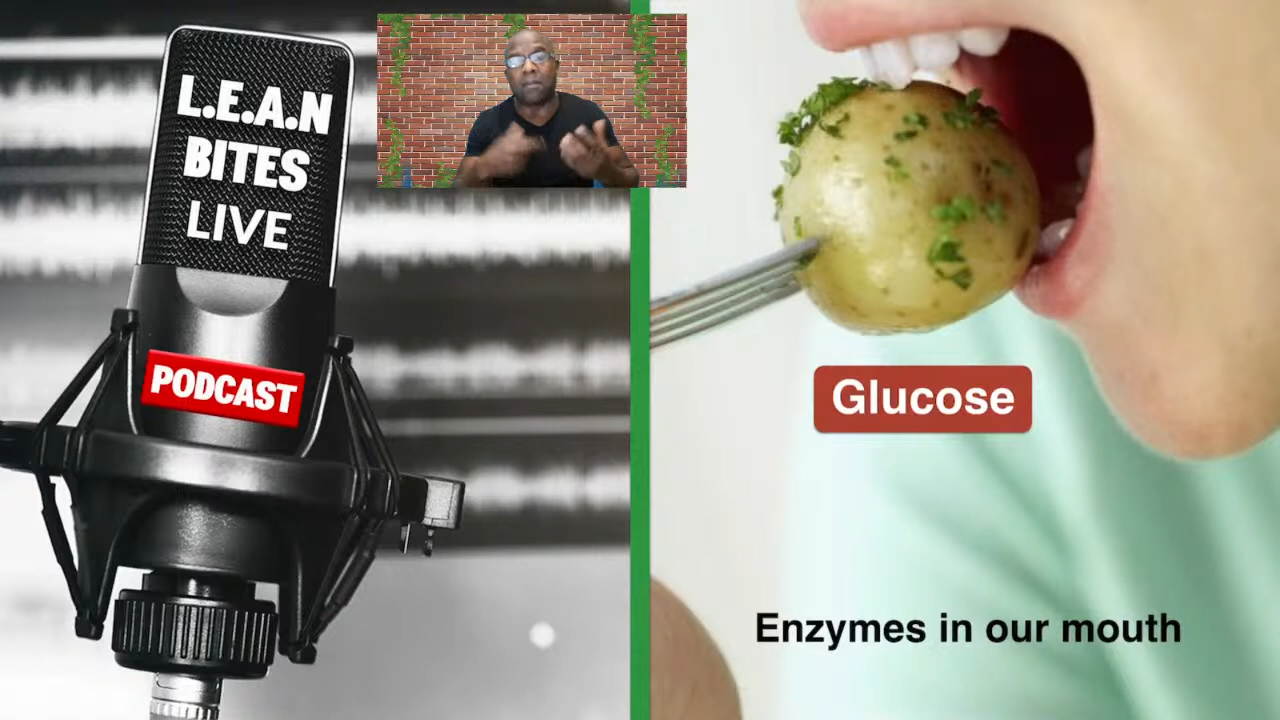 L.E.A.N
BITES
LIVE
PODCAST
Glucose
Enzymes in our mouth